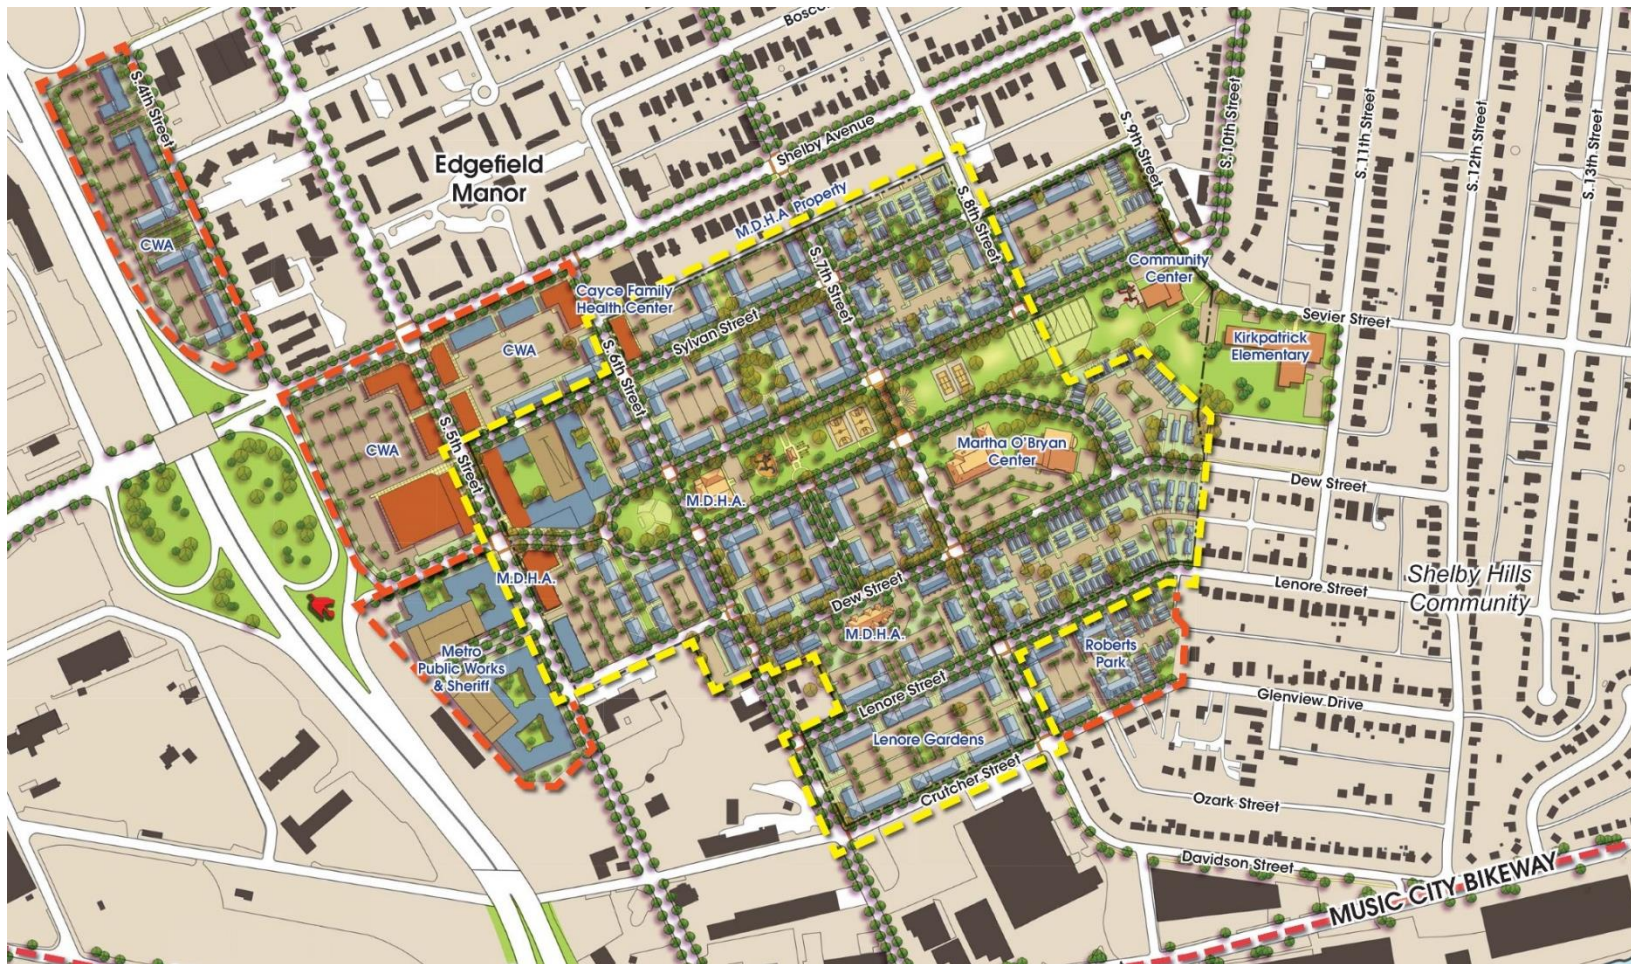 Bosco
S. 4th Street
Edgefield
Manor
Shelby Avenue
S. 9th Street
S. 10th Street
S. 11th Street
S. 12th Street
S. 13th Street
M.D.H.A. Property
S. 8th Street
CWA
S. 7th Street
Community
Center
Cayce Family
Health Center
Sevier Street
Sylvan Street
CWA
Kirkpatrick
Elementary
S. 6th Street
S. 5th Street
CWA
Martha O'Bryan
Center
Dew Street
M.D.H.A.
M.D.H.A.
Dew Street
Lenore Street
Shelby Hills
Community
M.D.H.A.
Metro
Public Works
& Sheriff
Roberts
Park
Lenore Street
Glenview Drive
Lenore Gardens
Crutcher Street
Ozark Street
Davidson Street
MUSIC CITY BIKEWAY